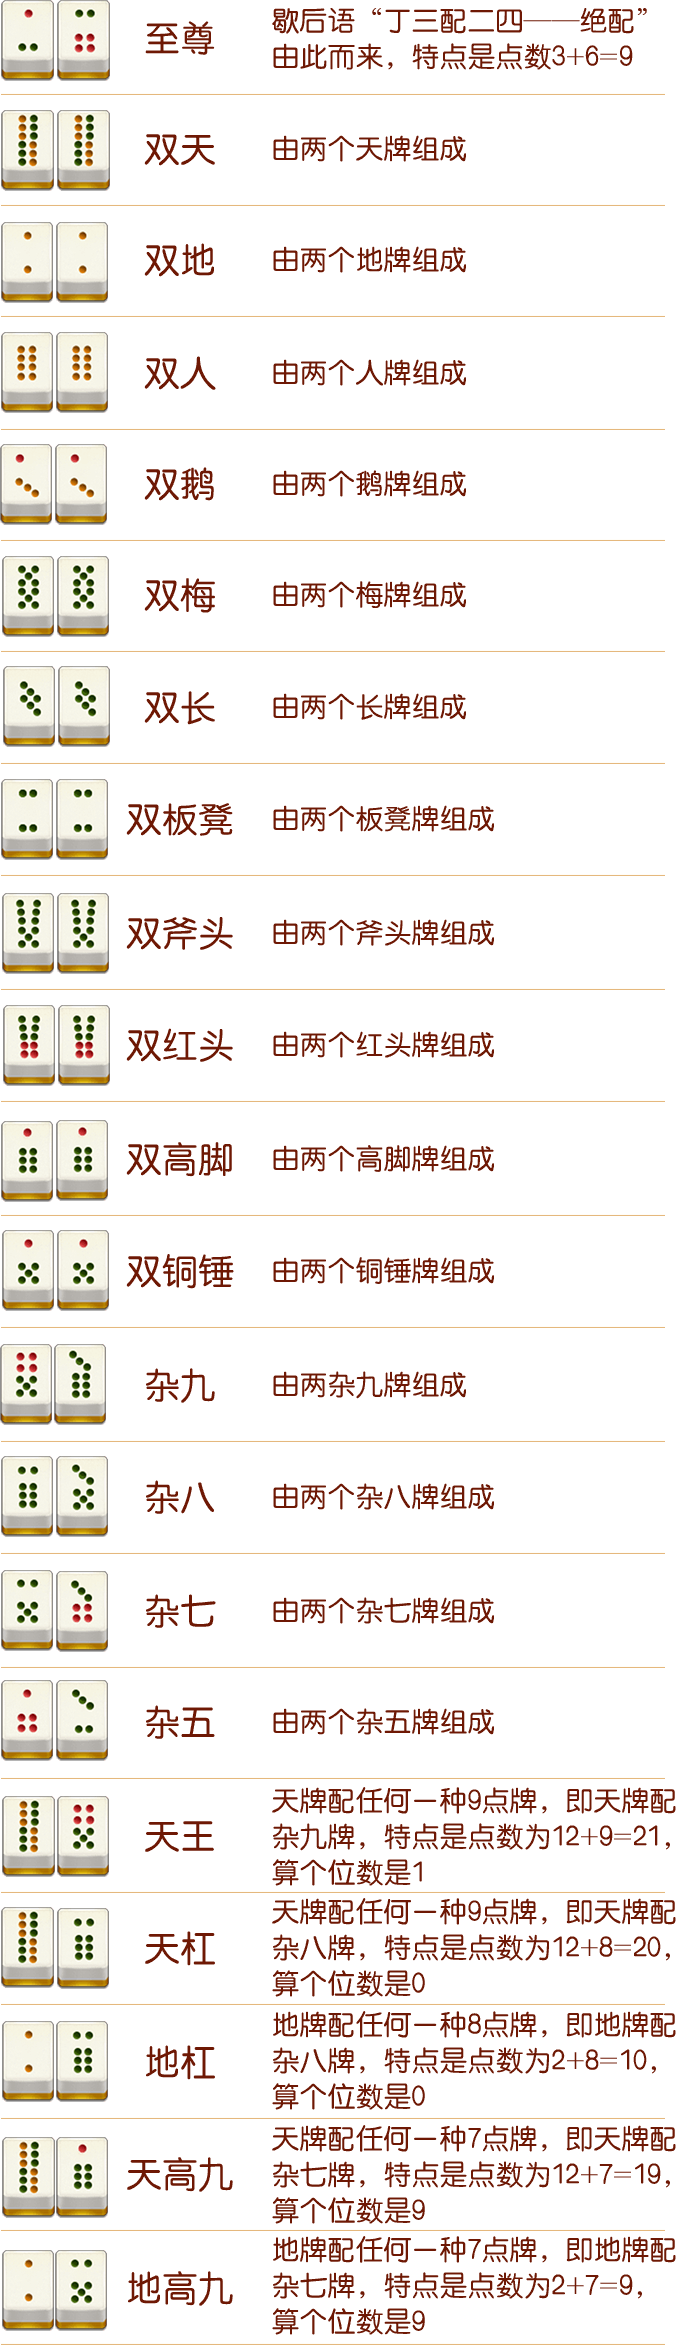 至尊
歇后语“丁三配二四——绝配”
由此而来，特点是点数3+6=9
双天
由两个天牌组成
双地
由两个地牌组成
双人
由两个人牌组成
双鹅
由两个鹅牌组成
双梅
由两个梅牌组成
双长
由两个长牌组成
双板凳
由两个板凳牌组成
双斧头
由两个斧头牌组成
双红头
由两个红头牌组成
双高脚
由两个高脚牌组成
双铜锤
由两个铜锤牌组成
杂九
由两杂九牌组成
杂八
由两个杂八牌组成
杂七
由两个杂七牌组成
杂五
由两个杂五牌组成
天王
天牌配任何一种9点牌，即天牌配
杂九牌，特点是点数为12+9=21，
算个位数是1
天杠
天牌配任何一种9点牌，即天牌配
杂八牌，特点是点数为12+8=20，
算个位数是0
地杠
地牌配任何一种8点牌，即地牌配
杂八牌，特点是点数为2+8=10，
算个位数是0
天高九
天牌配任何一种7点牌，即天牌配
杂七牌，特点是点数为12+7=19，
算个位数是9
地高九
地牌配任何一种7点牌，即地牌配
杂七牌，特点是点数为2+7=9，
算个位数是9